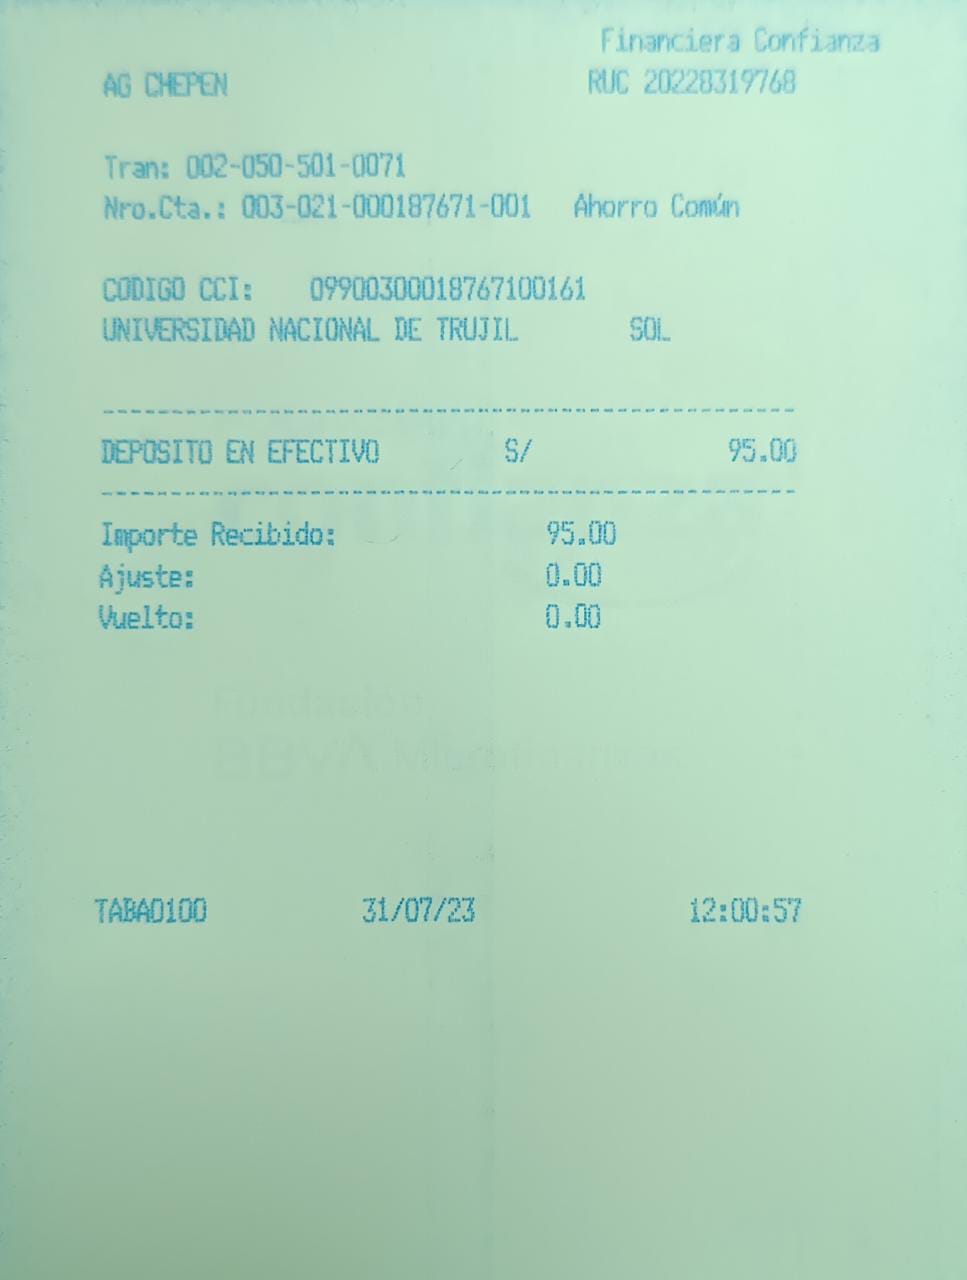 Financiera Confianza
AG CHEPEN RUC 20228319768
Tran: 002-050-501-0071
Nro.Cta.: 003-021-000187671-001 Ahorro Común
CODIGO CCI: 09900300018767100161
UNIVERSIDAD NACIONAL DE TRUJIL SOL
--------------------------------------------------
DEPOSITO EN EFECTIVO S/ 95.00
--------------------------------------------------
Importe Recibido: 95.00
Ajuste: 0.00
Vuelto: 0.00
Fundación
BBVA Microfinanzas
TABA0100 31/07/23 12:00:57